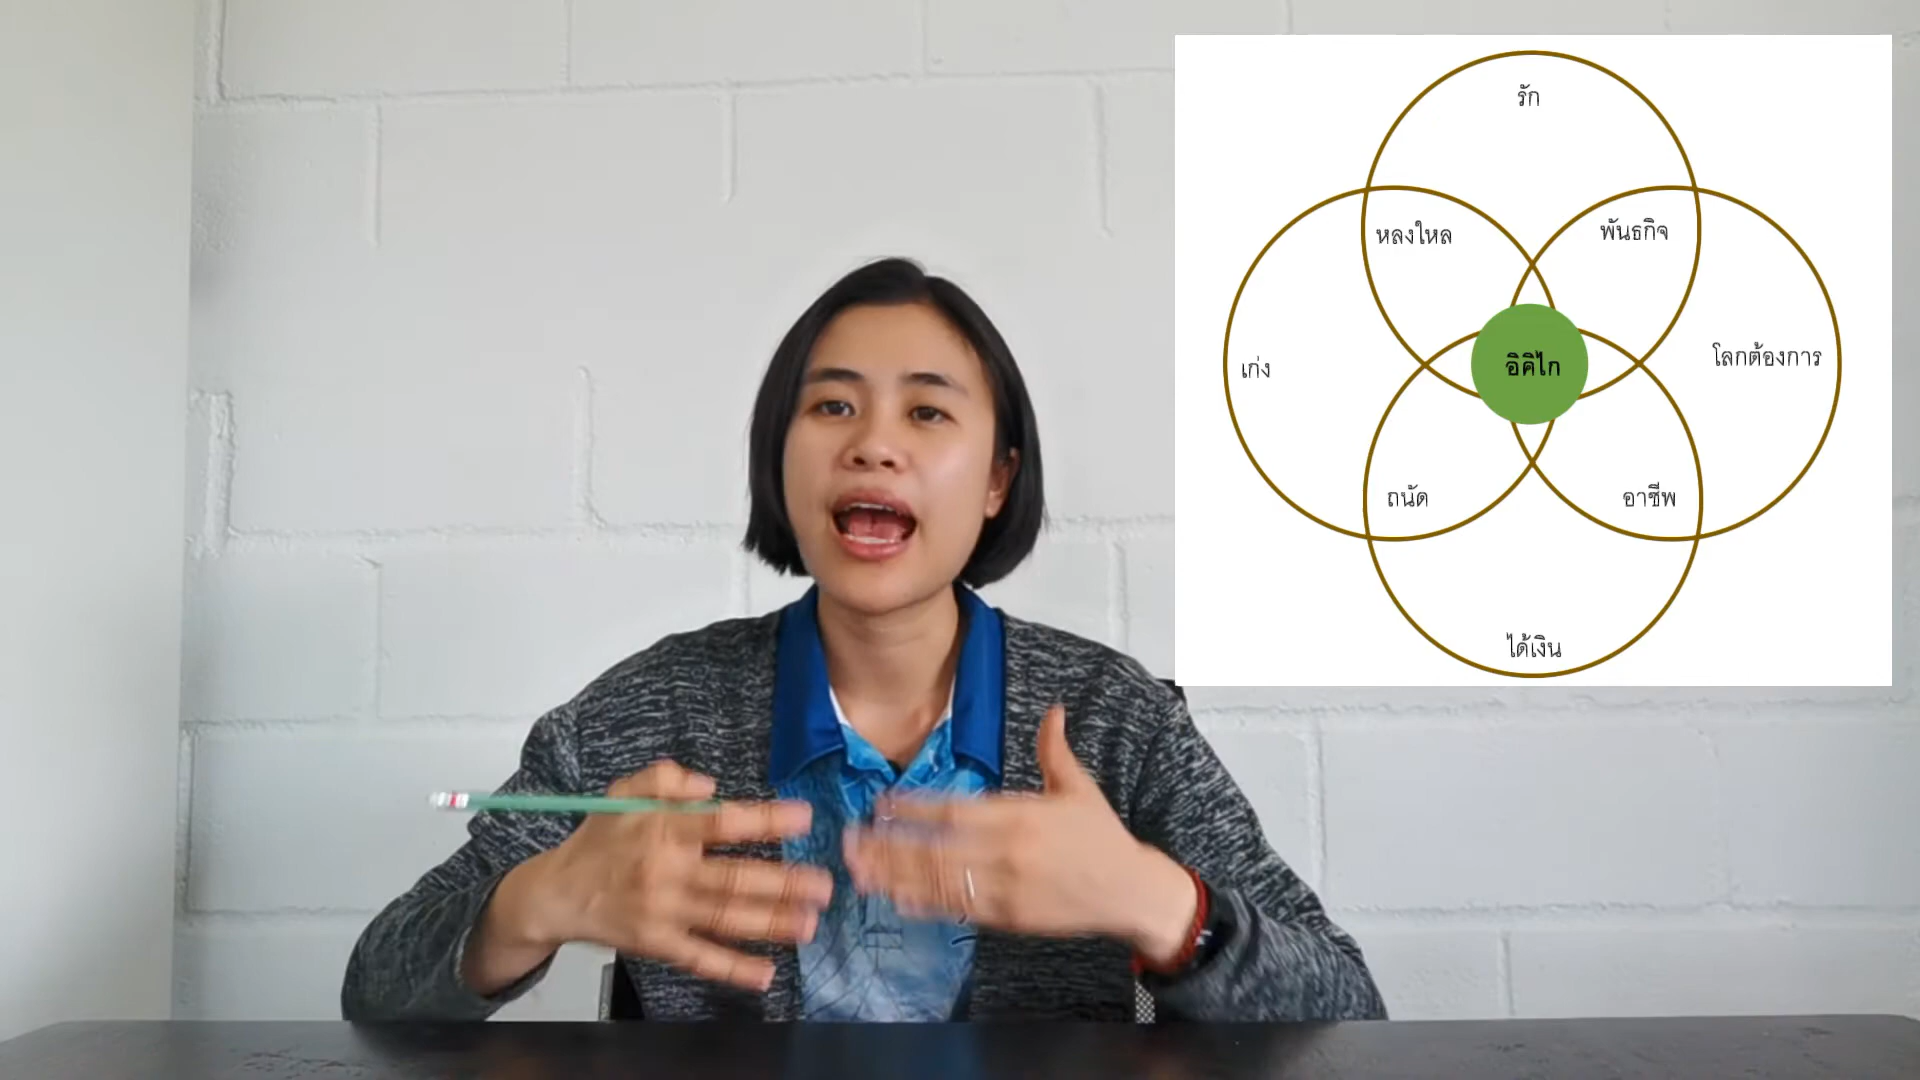 รัก
หลงใหล
พันธกิจ
เก่ง
อิคิไก
โลกต้องการ
ถนัด
อาชีพ
ได้เงิน